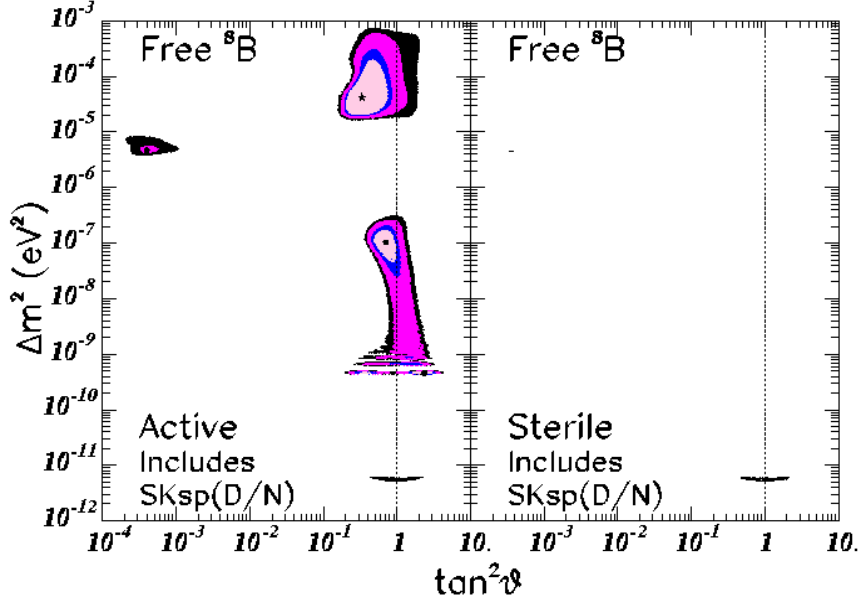 Free ⁸B
Free ⁸B
10⁻³
10⁻⁴
10⁻⁵
10⁻⁶
10⁻⁷
10⁻⁸
10⁻⁹
10⁻¹⁰
10⁻¹¹
10⁻¹²
Δm² (eV²)
Active
Includes
SKsp(D/N)
Sterile
Includes
SKsp(D/N)
10⁻⁴ 10⁻³ 10⁻² 10⁻¹ 1 10. 10⁻³ 10⁻² 10⁻¹ 1 10.
tan²ϑ